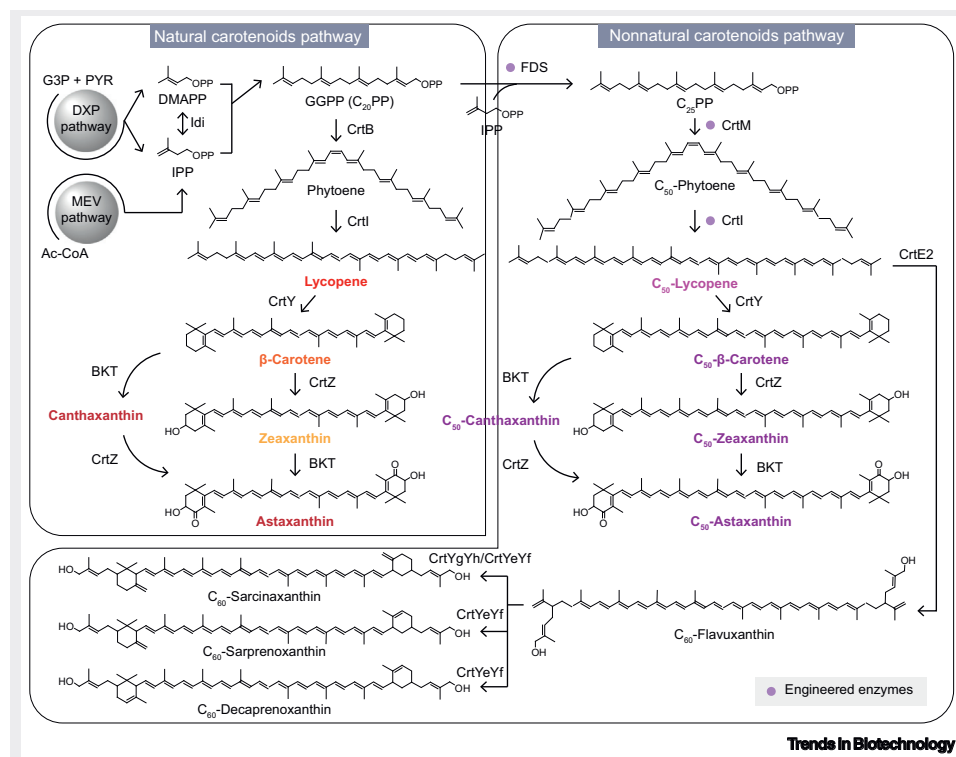 Natural carotenoids pathway
G3P + PYR
DXP
pathway
OPP
DMAPP
Idi
OPP
IPP
MEV
pathway
Ac-CoA
OPP
GGPP (C₂₀PP)
CrtB
Phytoene
CrtI
Lycopene
CrtY
β-Carotene
BKT
CrtZ
Canthaxanthin
OH
HO
Zeaxanthin
CrtZ
BKT
O
OH
HO
O
Astaxanthin
Nonnatural carotenoids pathway
FDS
OPP
IPP
OPP
C₂₅PP
CrtM
C₅₀-Phytoene
CrtI
CrtE2
C₅₀-Lycopene
CrtY
C₅₀-β-Carotene
BKT
CrtZ
C₅₀-Canthaxanthin
OH
HO
C₅₀-Zeaxanthin
CrtZ
BKT
O
OH
HO
O
C₅₀-Astaxanthin
CrtYgYh/CrtYeYf
HO
OH
C₆₀-Sarcinaxanthin
CrtYeYf
HO
OH
C₆₀-Sarprenoxanthin
CrtYeYf
HO
OH
C₆₀-Decaprenoxanthin
OH
OH
C₆₀-Flavuxanthin
Engineered enzymes
Trends in Biotechnology